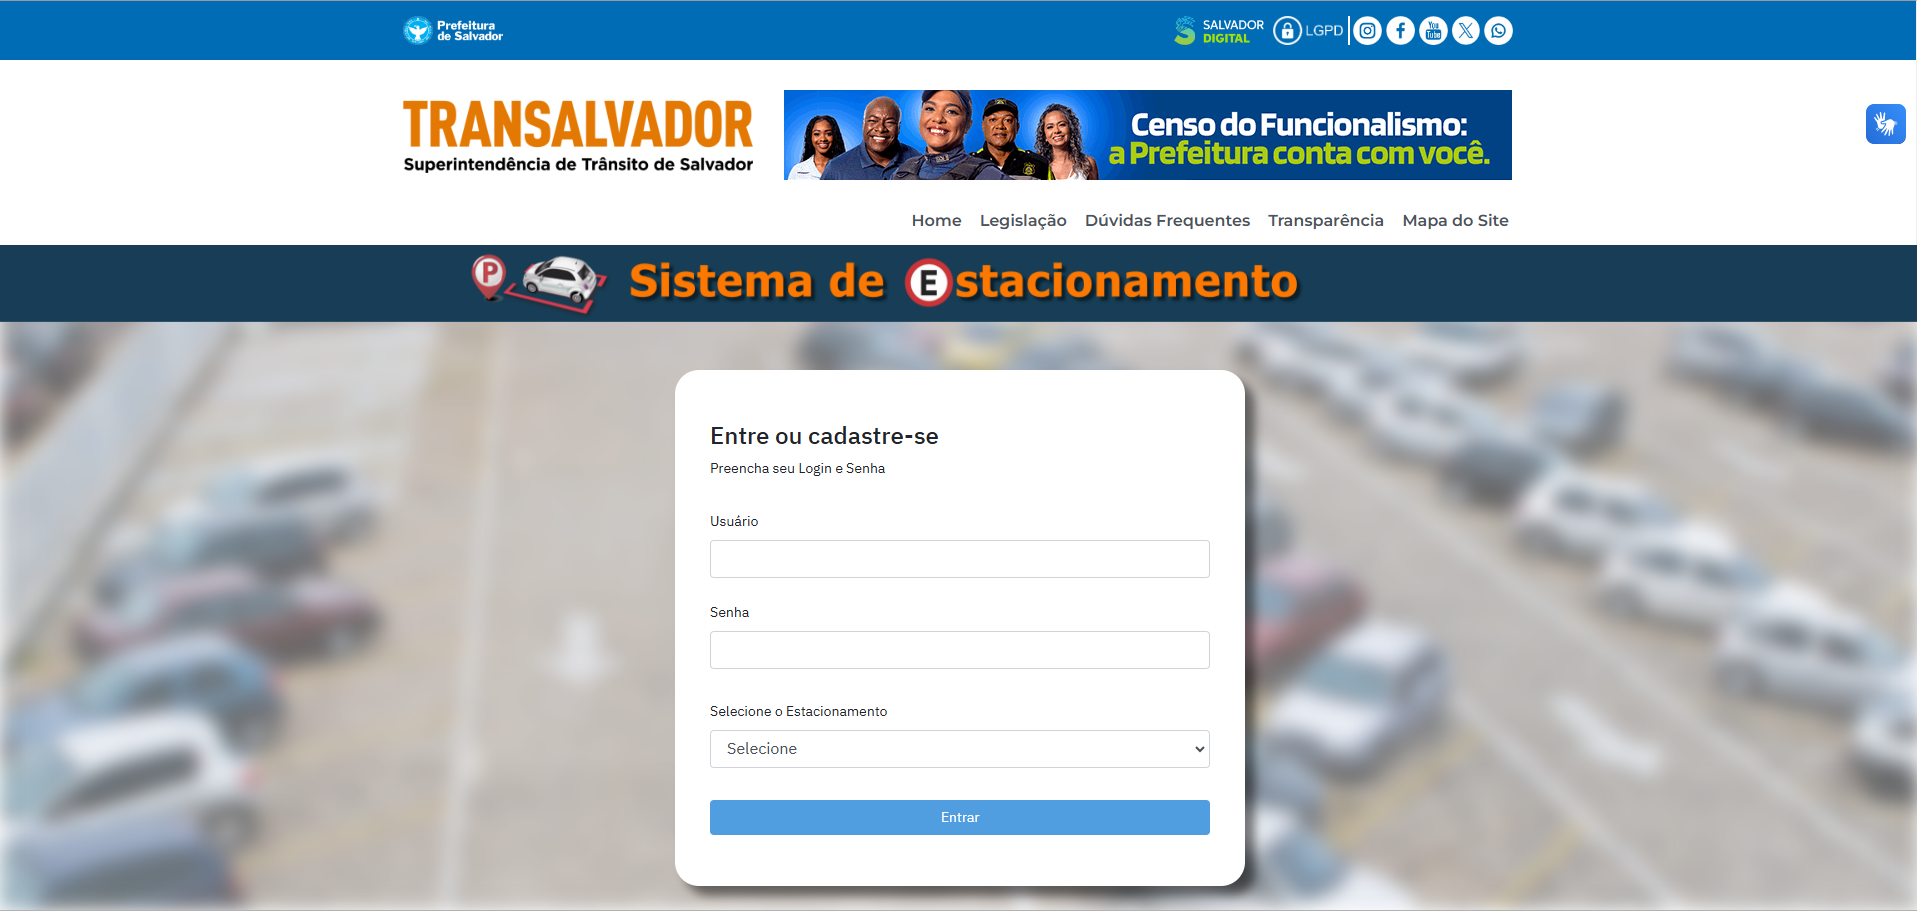 Prefeitura
de Salvador
SALVADOR
DIGITAL
LGPD
You
Tube
TRANSALVADOR
Superintendência de Trânsito de Salvador
Censo do Funcionalismo:
a Prefeitura conta com você.
Home Legislação Dúvidas Frequentes Transparência Mapa do Site
P
Sistema de Estacionamento
Entre ou cadastre-se
Preencha seu Login e Senha
Usuário
Senha
Selecione o Estacionamento
Selecione
Entrar